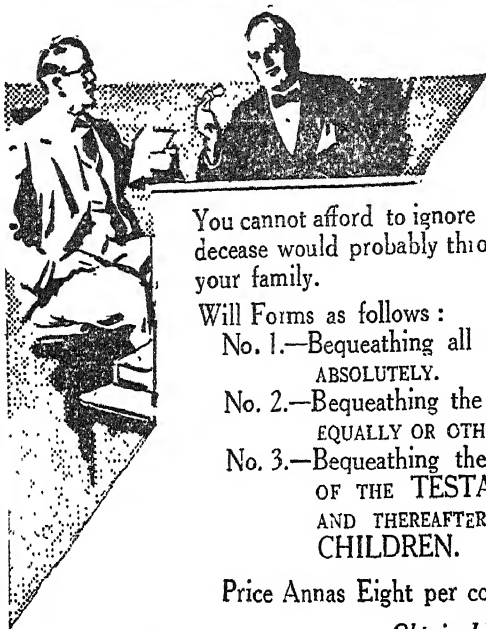 You cannot afford to ignore
decease would probably thro
your family.
Will Forms as follows :
No. 1.—Bequeathing all
ABSOLUTELY.
No. 2.—Bequeathing the
EQUALLY OR OTH
No. 3.—Bequeathing the
OF THE TESTA
AND THEREAFTER
CHILDREN.
Price Annas Eight per co